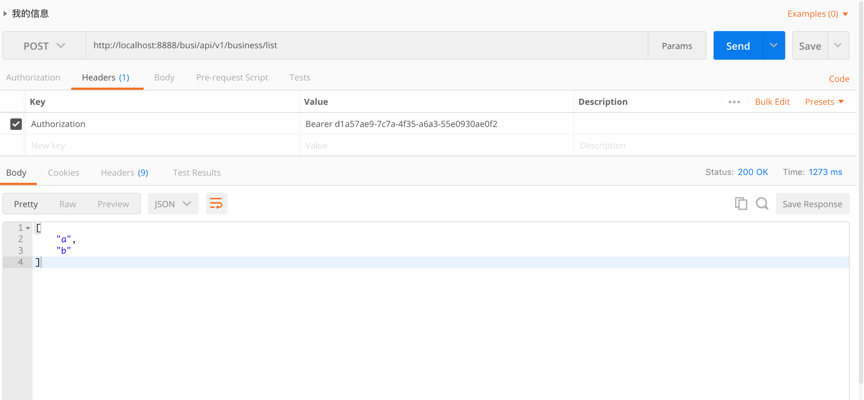 我的信息 Examples (0)
POST http://localhost:8888/busi/api/v1/business/list Params Send Save
Authorization Headers (1) Body Pre-request Script Tests Code
Key Value Description ••• Bulk Edit Presets
Authorization Bearer d1a57ae9-7c7a-4f35-a6a3-55e0930ae0f2
New key Value Description
Body Cookies Headers (9) Test Results Status: 200 OK Time: 1273 ms
Pretty Raw Preview JSON Save Response
1 [
2 "a",
3 "b"
4 ]